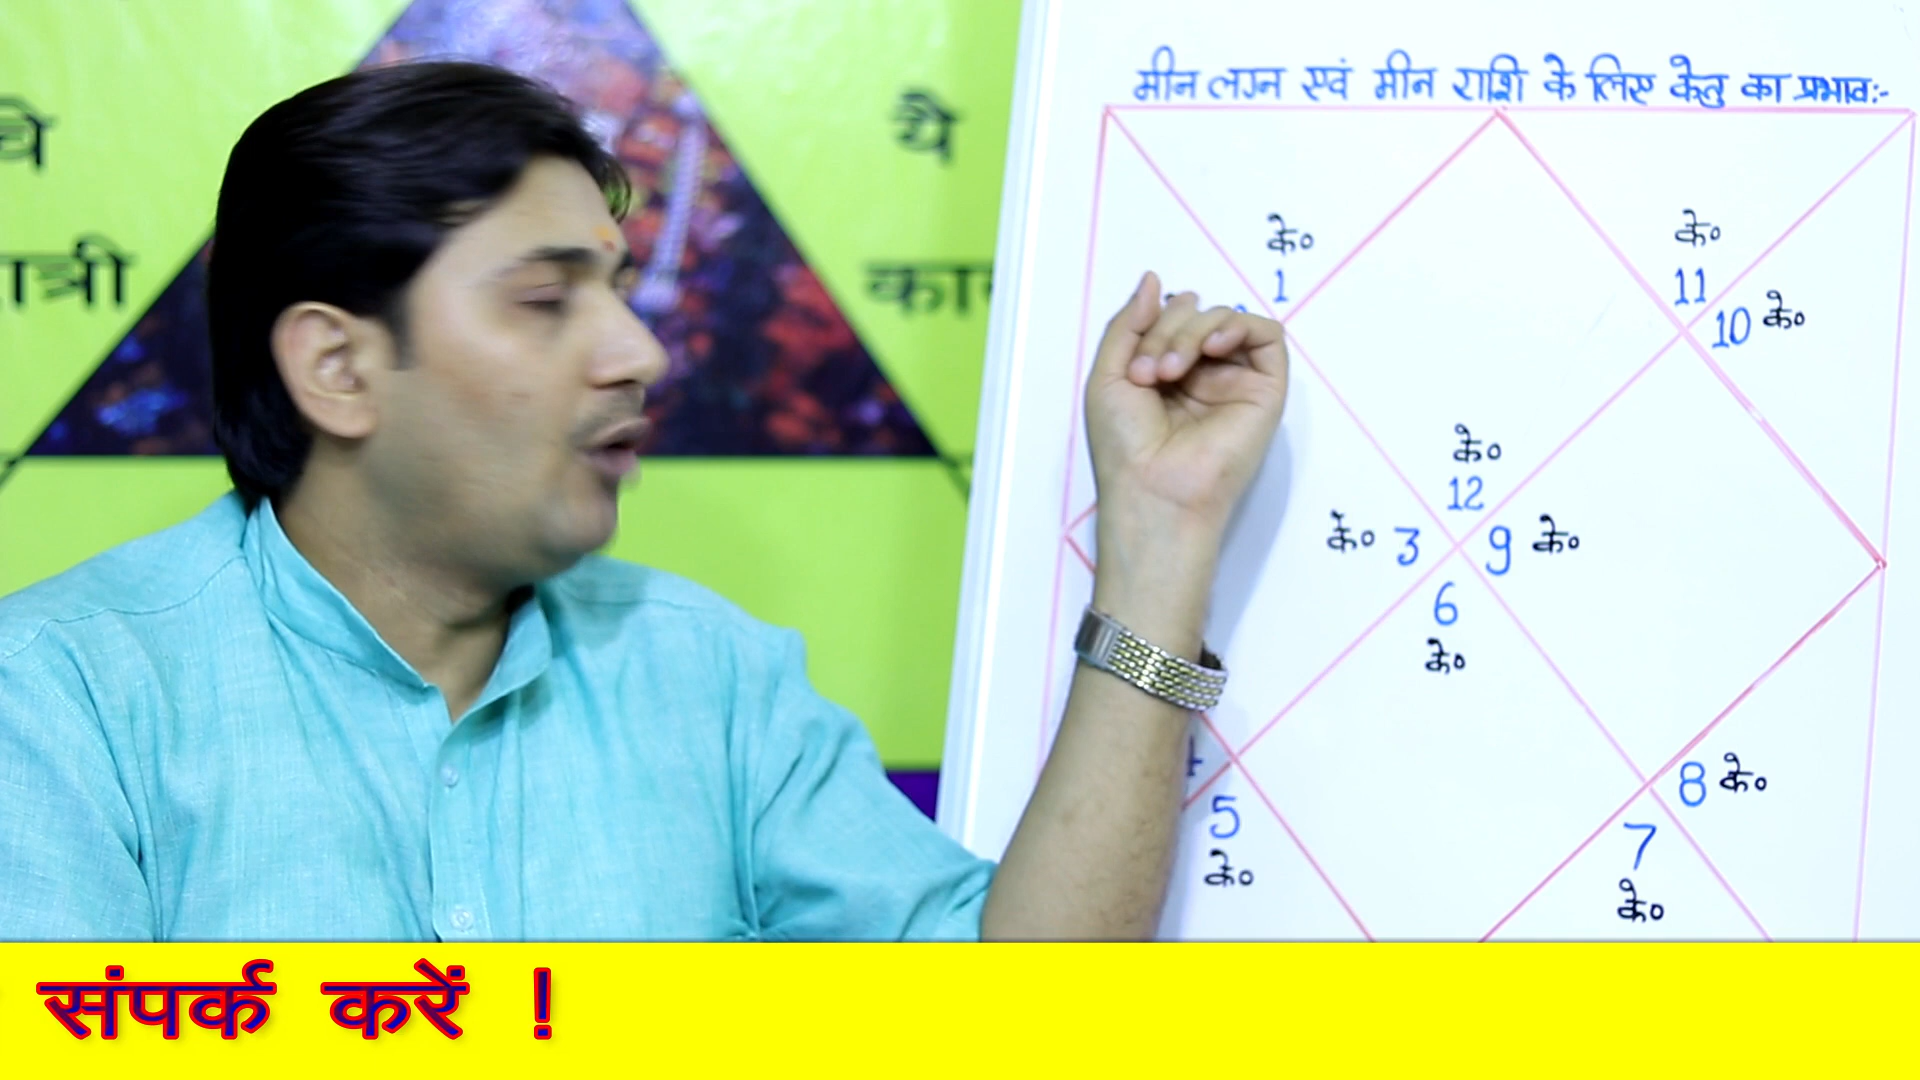 मीन लग्न एवं मीन राशि के लिए केतु का प्रभावः-
यै
के०
1
के०
11
10 के०
के०
12
के० 3
9 के०
6
के०
5
के०
8 के०
7
के०
संपर्क करें !